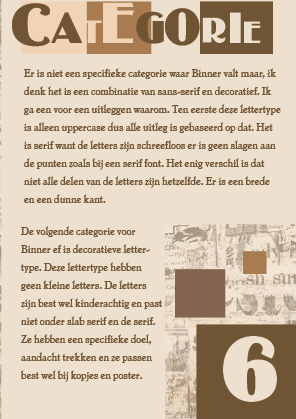 CATEGORIE
Er is niet een specifieke categorie waar Binner valt maar, ik
denk het is een combinatie van sans-serif en decoratief. Ik
ga een voor een uitleggen waarom. Ten eerste deze lettertype
is alleen uppercase dus alle uitleg is gebaseerd op dat. Het
is serif want de letters zijn schreefloos er is geen slagen aan
de punten zoals bij een serif font. Het enig verschil is dat
niet alle delen van de letters zijn hetzelfde. Er is een brede
en een dunne kant.
De volgende categorie voor
Binner ef is decoratieve letter-
type. Deze lettertype hebben
geen kleine letters. De letters
zijn best wel kinderachtig en past
niet onder slab serif en de serif.
Ze hebben een specifieke doel,
aandacht trekken en ze passen
best wel bij kopjes en poster.
6